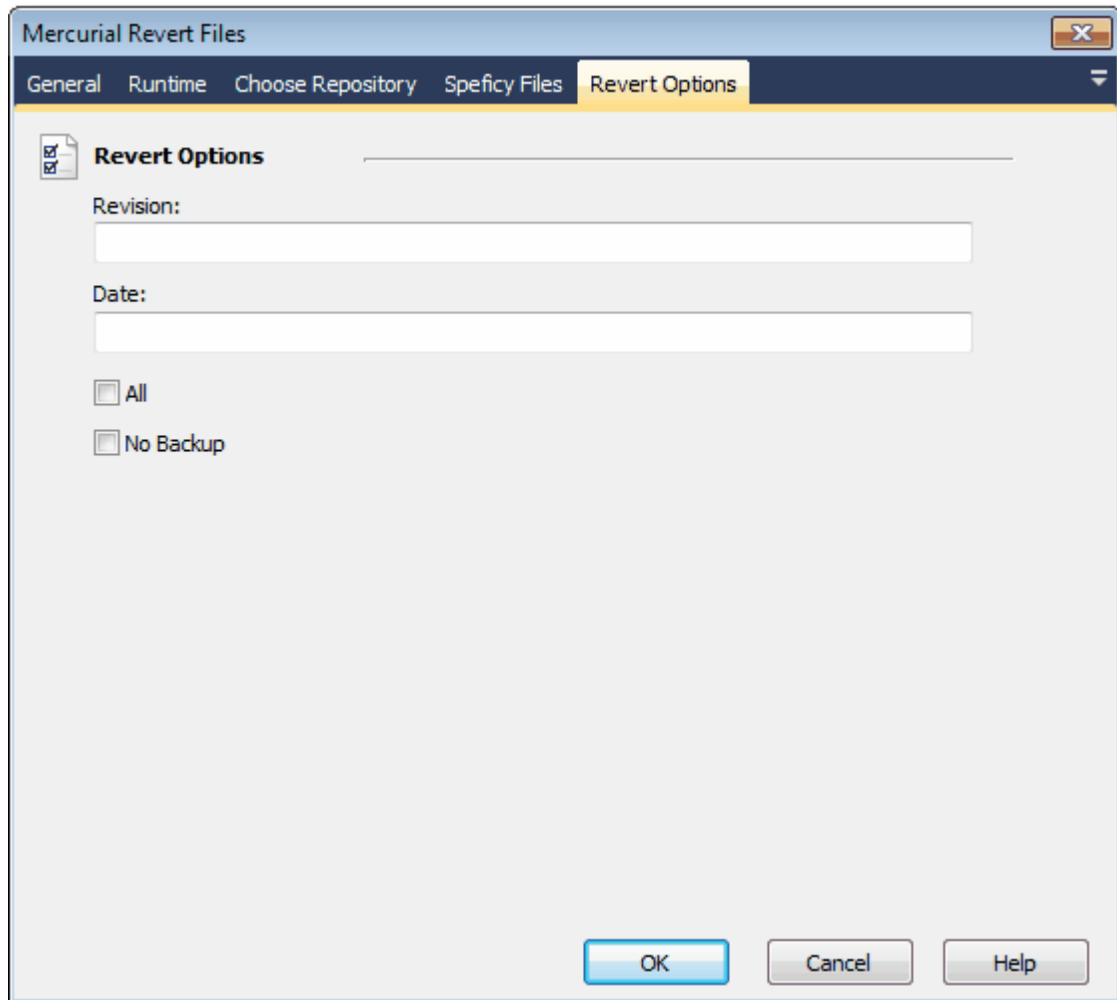 Mercurial Revert Files
General Runtime Choose Repository Speficy Files Revert Options
Revert Options
Revision:
Date:
All
No Backup
OK Cancel Help